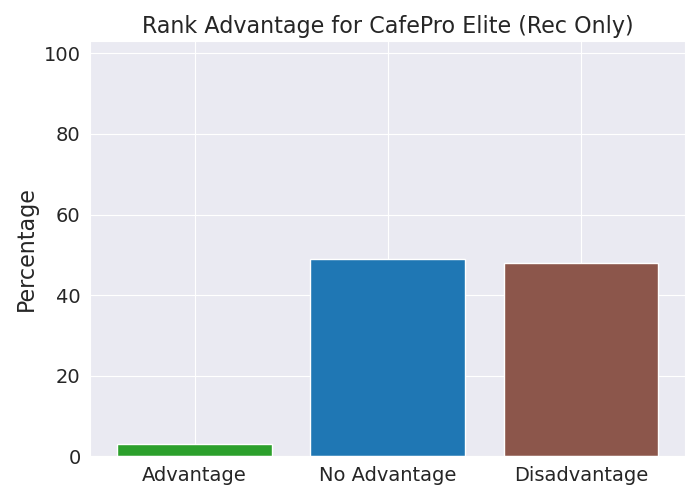 Rank Advantage for CafePro Elite (Rec Only)
Percentage
100
80
60
40
20
0
Advantage
No Advantage
Disadvantage